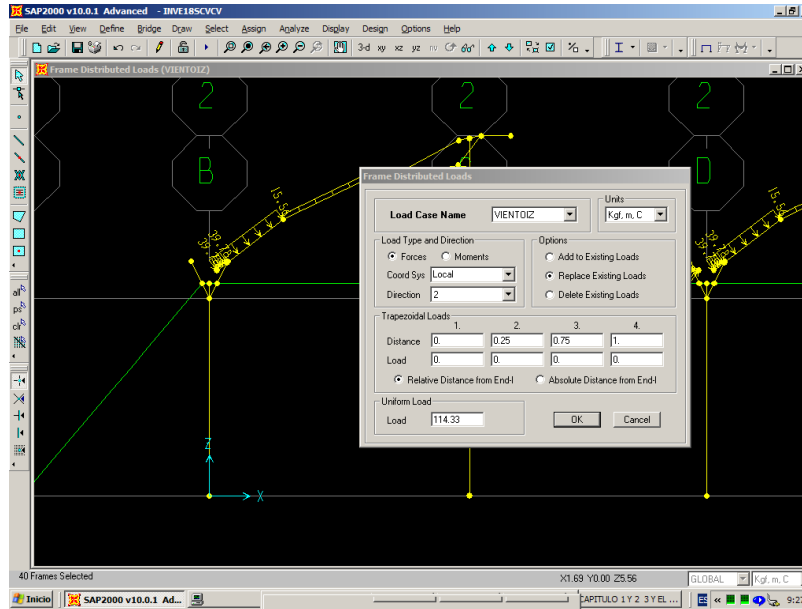 SAP2000 v10.0.1 Advanced - INVE18SCVCV
File Edit View Define Bridge Draw Select Assign Analyze Display Design Options Help
3-d xy xz yz nv
Frame Distributed Loads (VIENTOIZ)
2 2 2
B D
Frame Distributed Loads
Load Case Name VIENTOIZ
Units
Kgf, m, C
Load Type and Direction
Forces Moments
Coord Sys Local
Direction 2
Options
Add to Existing Loads
Replace Existing Loads
Delete Existing Loads
Trapezoidal Loads
1. 2. 3. 4.
Distance 0. 0.25 0.75 1.
Load 0. 0. 0. 0.
Relative Distance from End-I Absolute Distance from End-I
Uniform Load
Load 114.33
OK Cancel
all
ps
clr
Z
X
40 Frames Selected
X1.69 Y0.00 Z5.56
GLOBAL
Kgf, m, C
Inicio
SAP2000 v10.0.1 Ad...
CAPITULO 1 Y 2 3 Y EL ...
ES